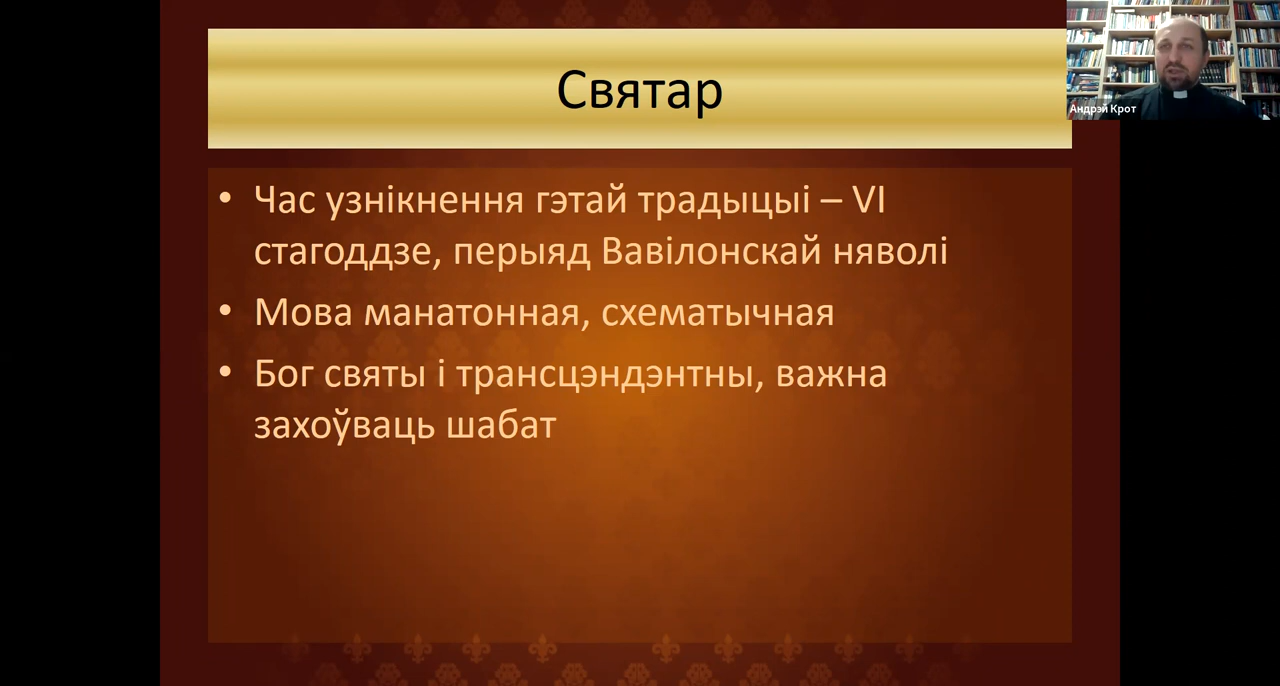 Святар
• Час узнікнення гэтай традыцыі – VI
стагоддзе, перыяд Вавілонскай няволі
• Мова манатонная, схематычная
• Бог святы і трансцэндэнтны, важна
захоўваць шабат
Андрэй Крот